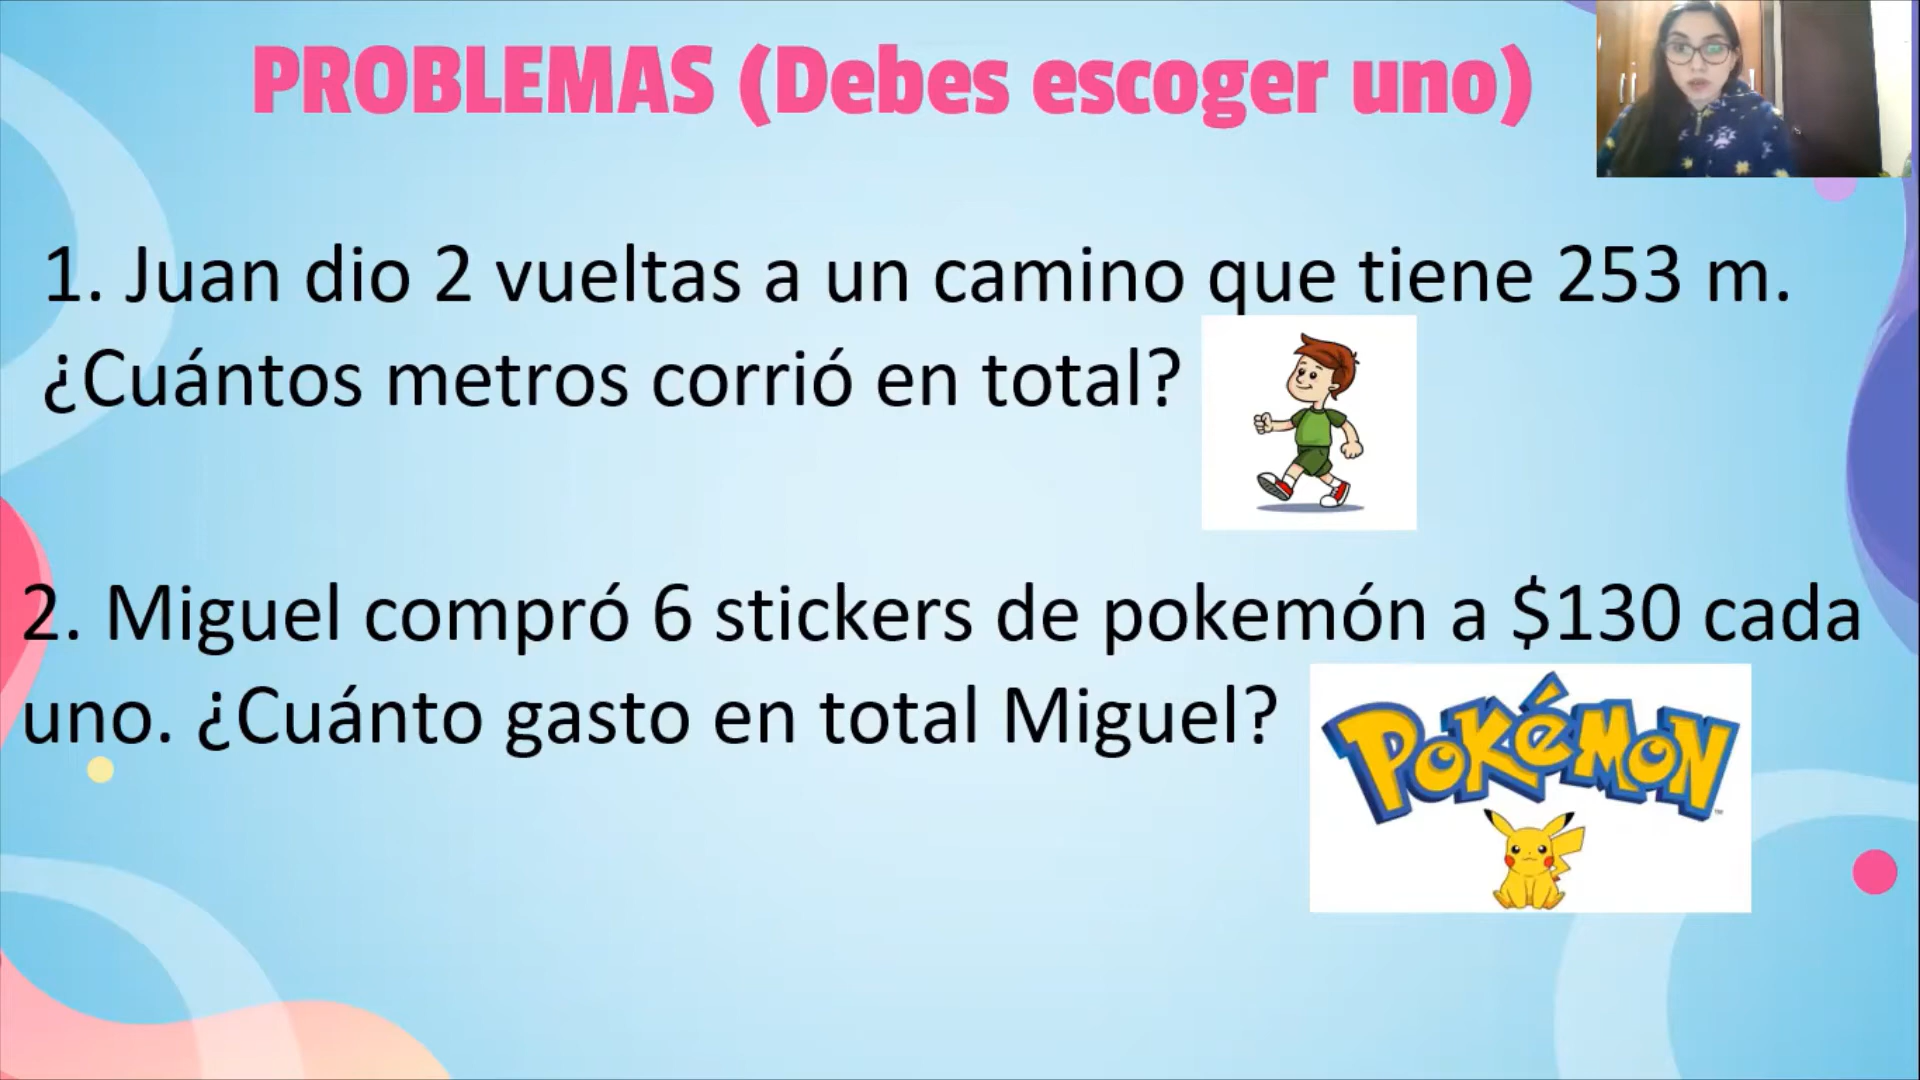 PROBLEMAS (Debes escoger uno)
1. Juan dio 2 vueltas a un camino que tiene 253 m.
¿Cuántos metros corrió en total?
2. Miguel compró 6 stickers de pokemón a $130 cada
uno. ¿Cuánto gasto en total Miguel?
POKéMON